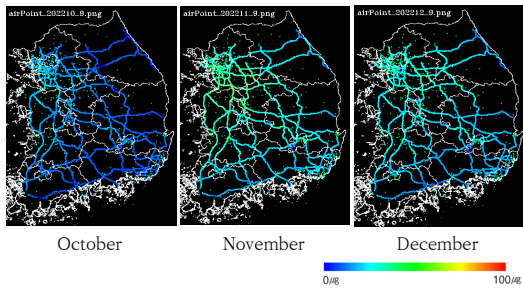 airPoint_202210_9.png
airPoint_202211_9.png
airPoint_202212_9.png
October
November
December
0㎍
100㎍